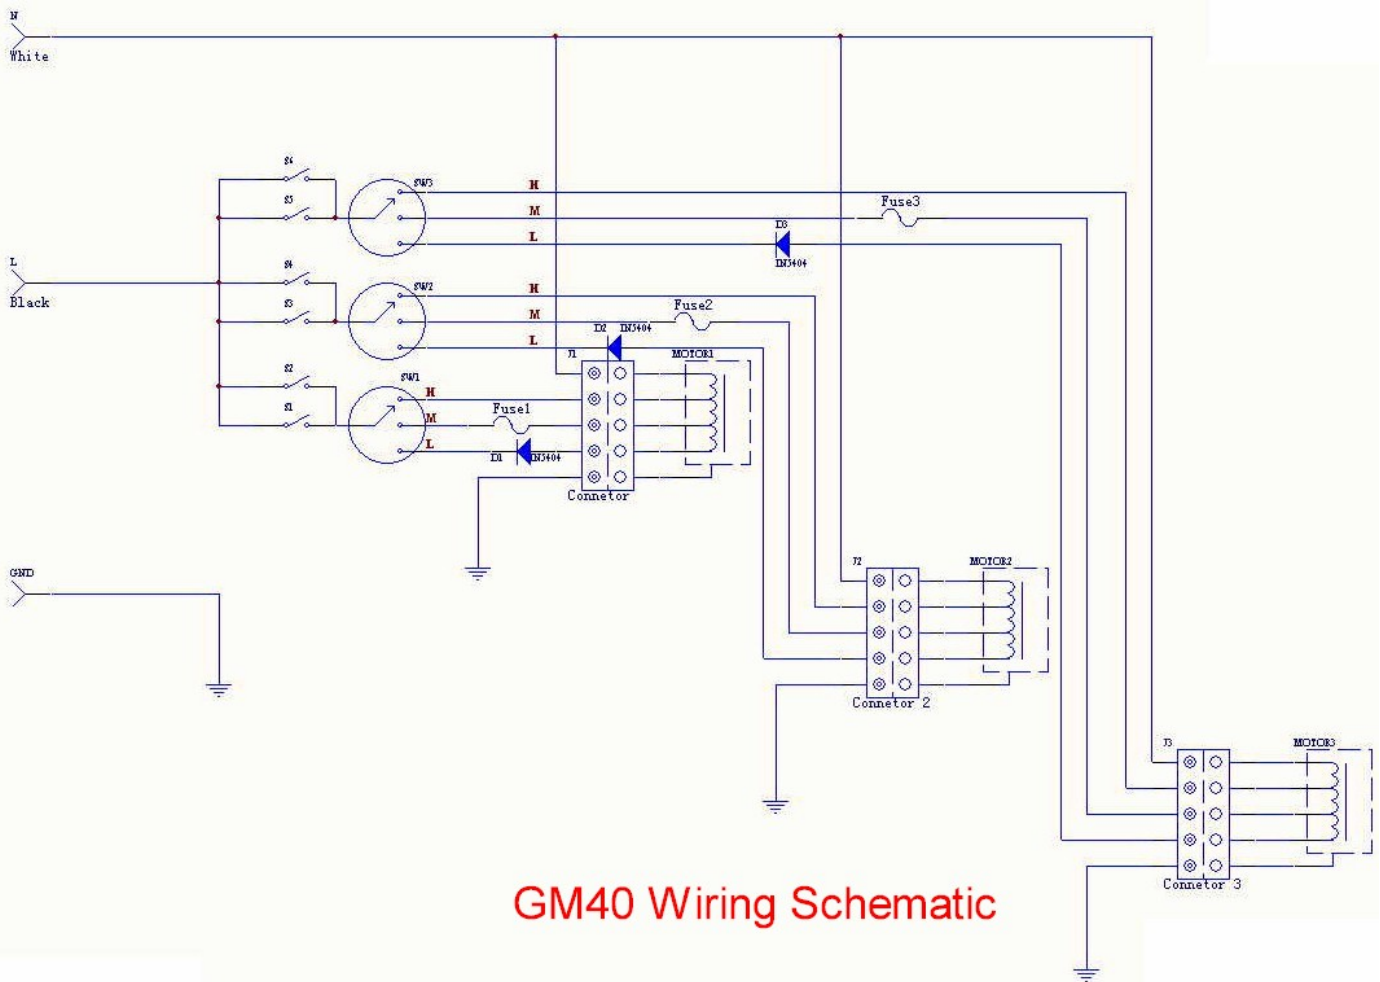 N
White
S6
SW3
H
S5
M
Fuse3
D3
L
IN5404
L
Black
S4
SW2
H
S3
Fuse2
M
D2
IN5404
L
J1
MOTOR1
S2
SW1
H
S1
Fuse1
M
L
D1
IN5404
Connetor
GND
J2
MOTOR2
Connetor 2
J3
MOTOR3
Connetor 3
GM40 Wiring Schematic